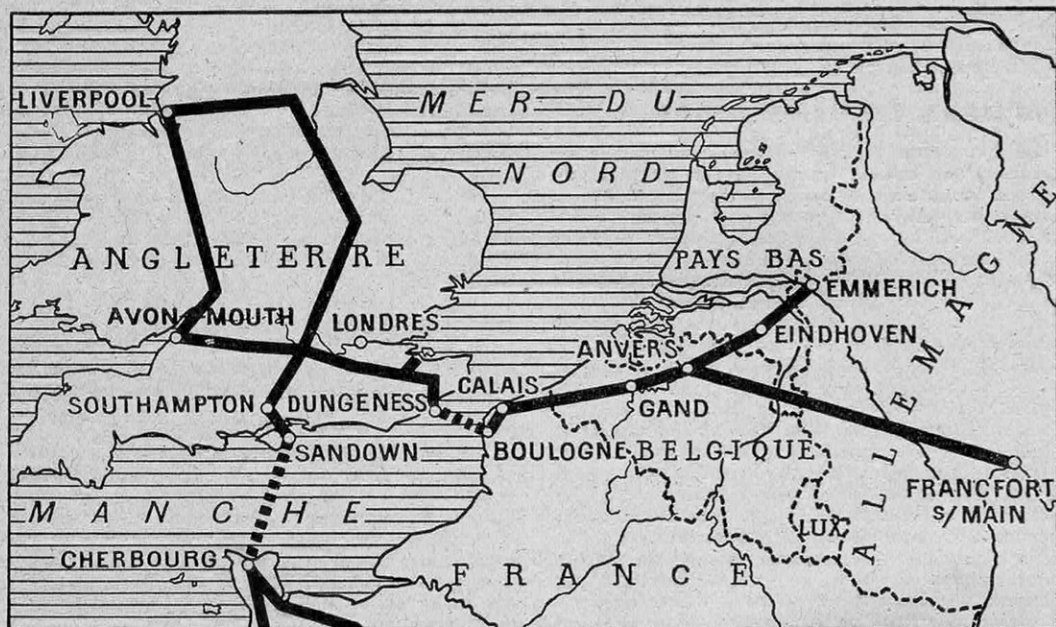 LIVERPOOL
MER DU
NORD
ANGLETERRE
PAYS BAS
EMMERICH
AVONMOUTH
LONDRES
EINDHOVEN
ANVERS
CALAIS
SOUTHAMPTON
DUNGENESS
GAND
SANDOWN
BOULOGNE
BELGIQUE
FRANCFORT
S/MAIN
MANCHE
LUX.
ALLEMAGNE
CHERBOURG
FRANCE